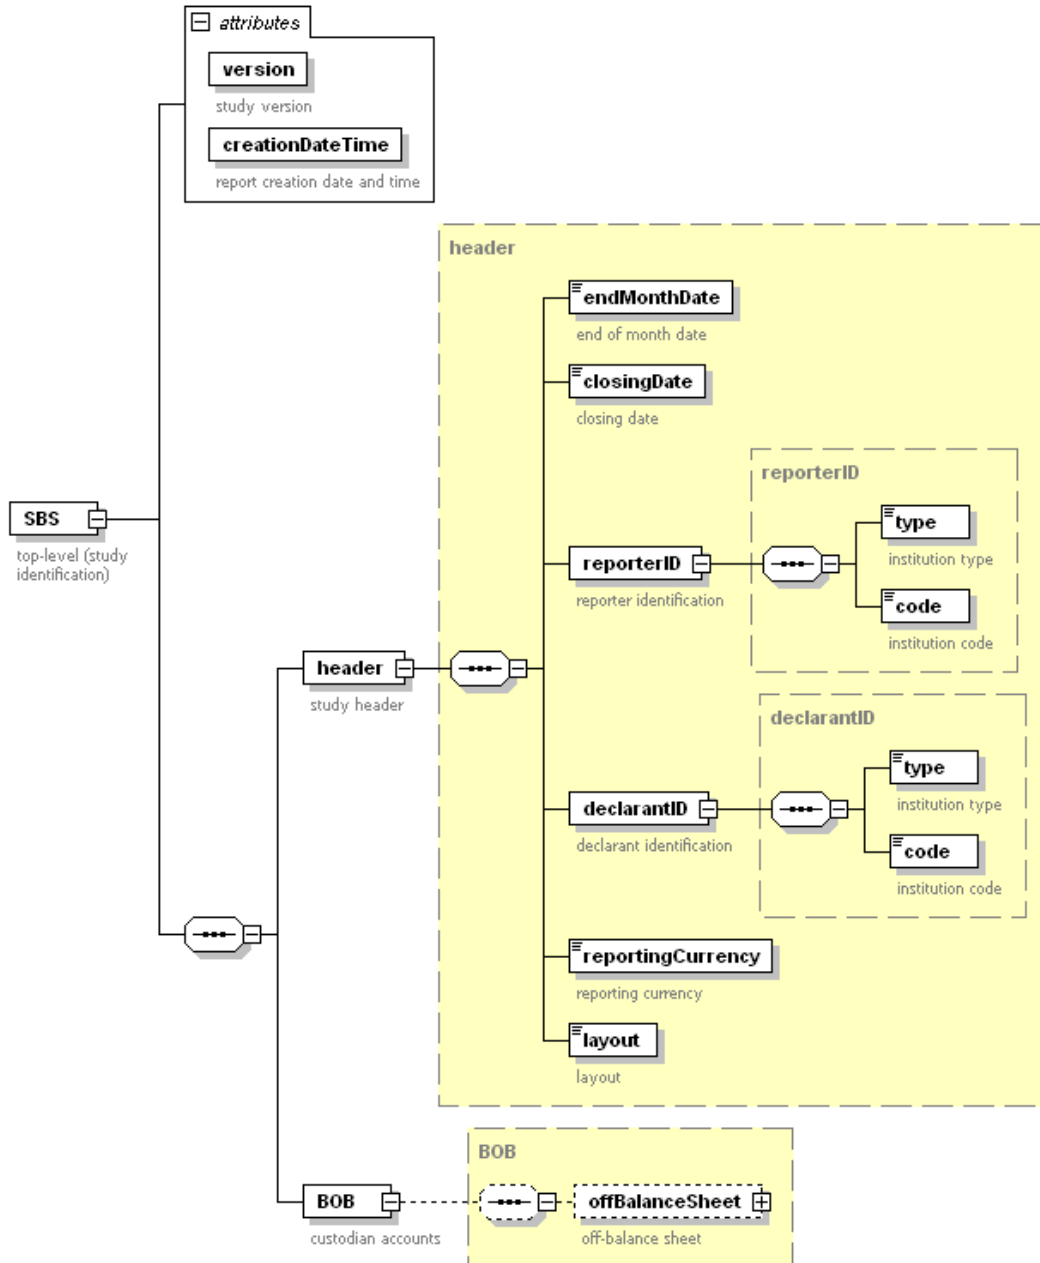 attributes
version
study version
creationDateTime
report creation date and time
header
endMonthDate
end of month date
closingDate
closing date
reporterID
type
institution type
code
institution code
reporterID
reporter identification
SBS
top-level (study
identification)
header
study header
declarantID
type
institution type
code
institution code
declarantID
declarant identification
reportingCurrency
reporting currency
layout
layout
BOB
BOB
custodian accounts
offBalanceSheet
off-balance sheet